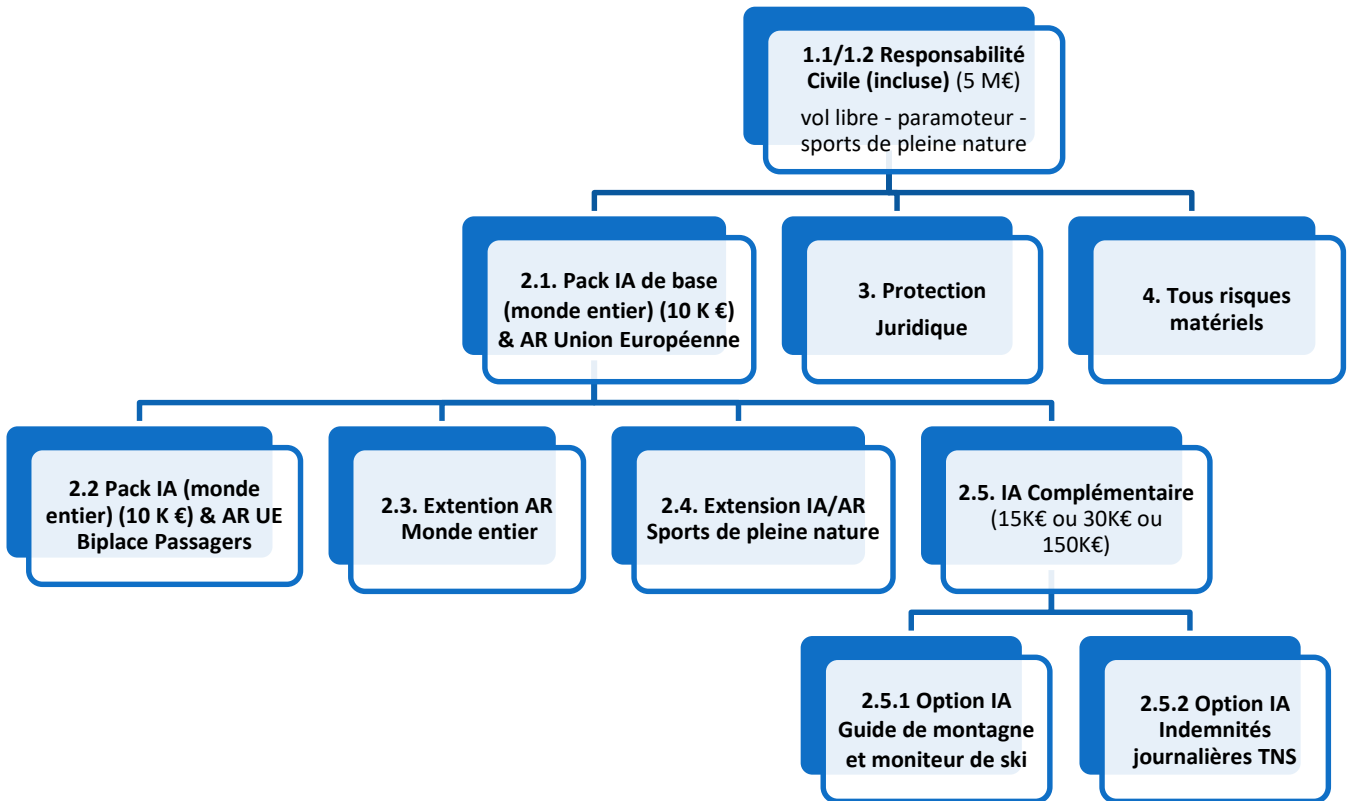 1.1/1.2 Responsabilité
Civile (incluse) (5 M€)
vol libre - paramoteur -
sports de pleine nature
2.1. Pack IA de base
(monde entier) (10 K €)
& AR Union Européenne
3. Protection
Juridique
4. Tous risques
matériels
2.2 Pack IA (monde
entier) (10 K €) & AR UE
Biplace Passagers
2.3. Extention AR
Monde entier
2.4. Extension IA/AR
Sports de pleine nature
2.5. IA Complémentaire
(15K€ ou 30K€ ou
150K€)
2.5.1 Option IA
Guide de montagne
et moniteur de ski
2.5.2 Option IA
Indemnités
journalières TNS